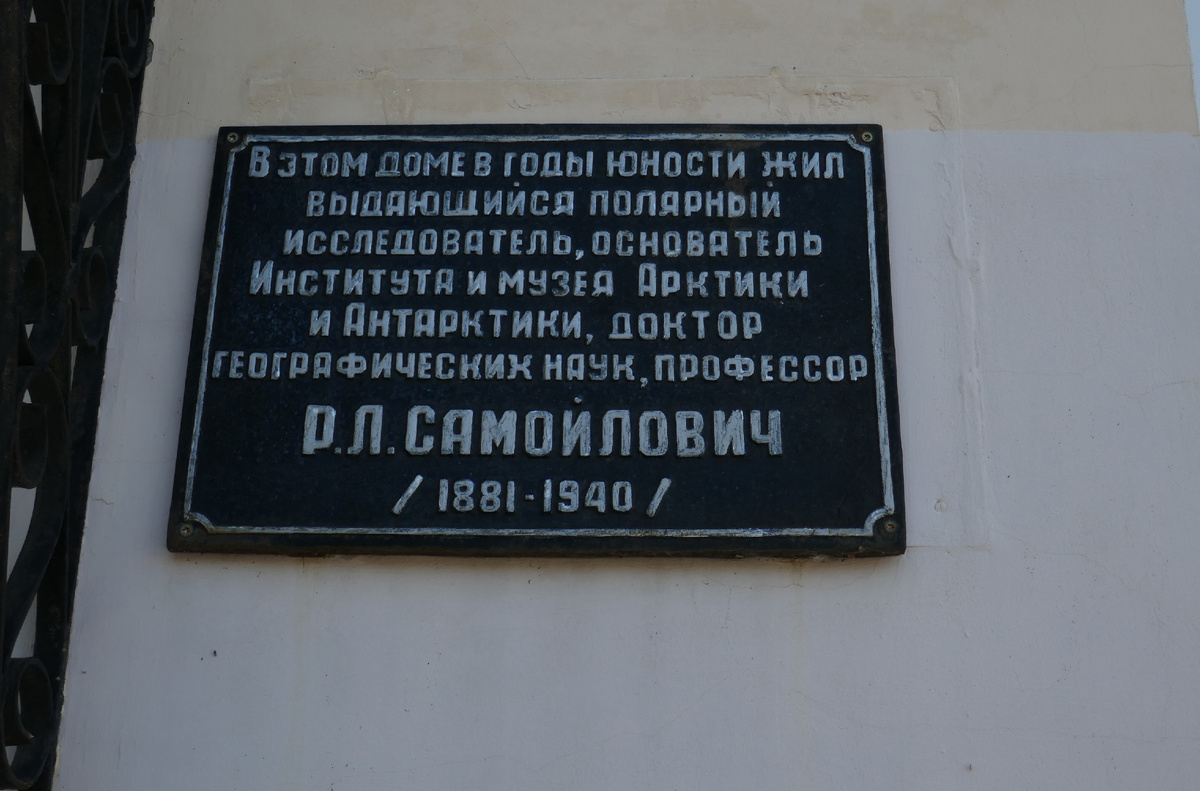 В этом доме в годы юности жил
выдающийся полярный
исследователь, основатель
Института и музея Арктики
и Антарктики, доктор
географических наук, профессор
Р.Л. Самойлович
/ 1881 - 1940 /